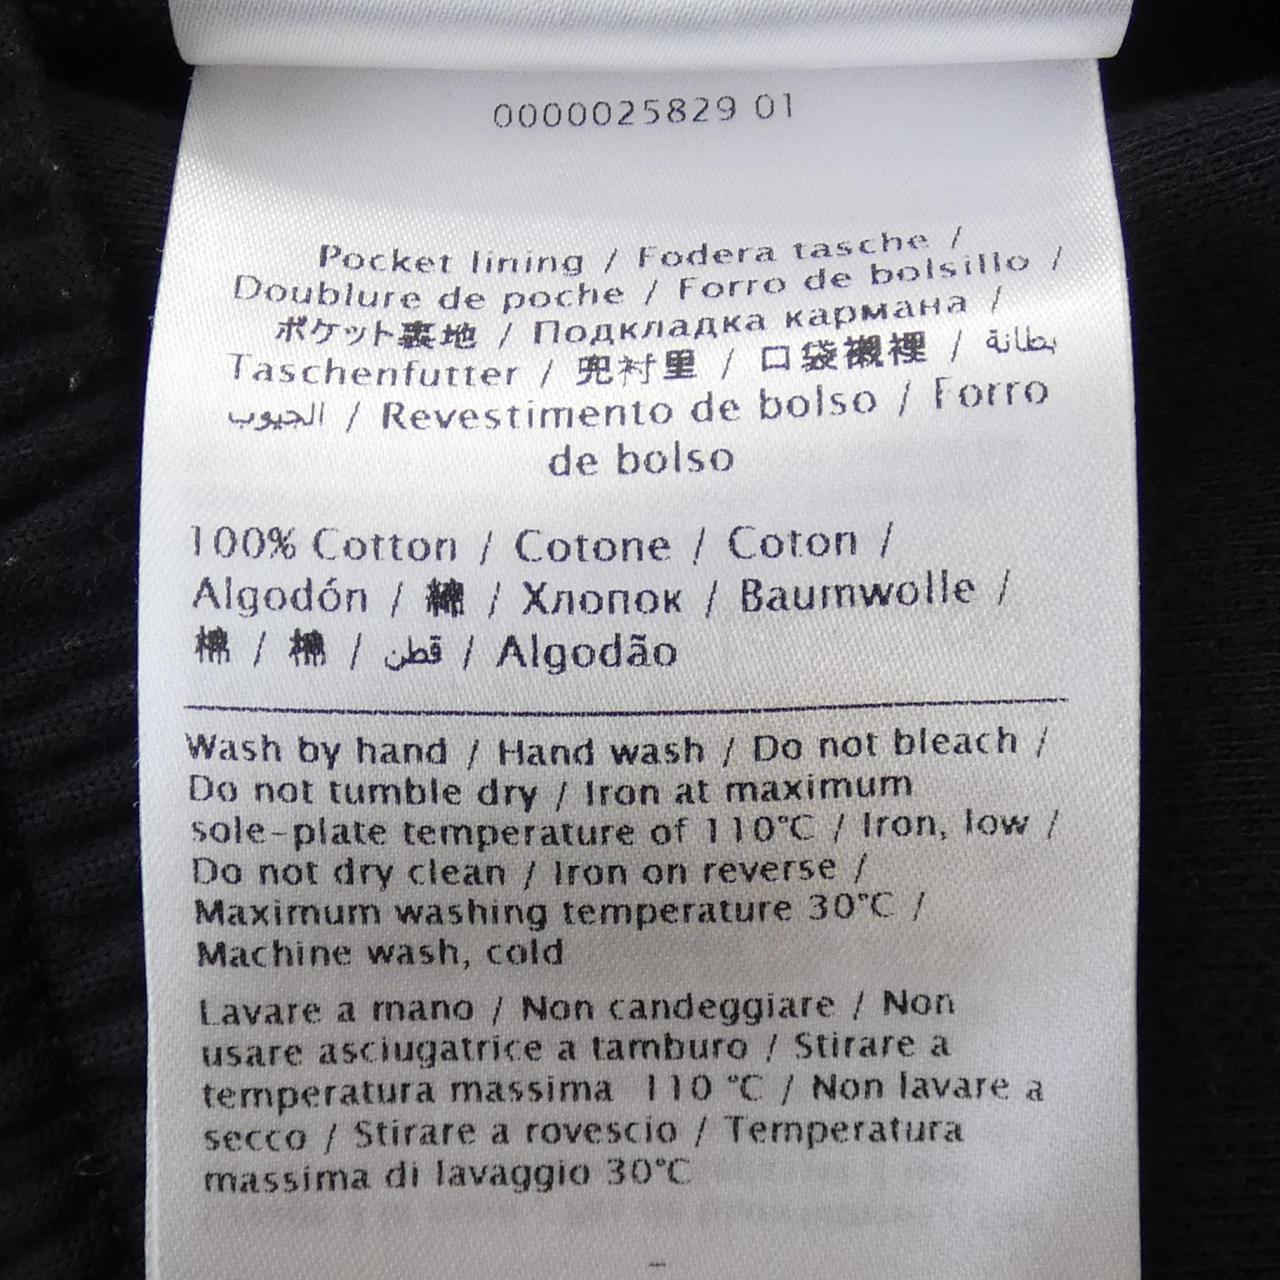 0000025829 01
Pocket lining / Fodera tasche /
Doublure de poche / Forro de bolsillo /
ポケット裏地 / Подкладка кармана /
Taschenfutter / 兜衬里 / 口袋襯裡 / بطانة
الجيوب / Revestimento de bolso / Forro
de bolso
100% Cotton / Cotone / Coton /
Algodón / 綿 / Хлопок / Baumwolle /
棉 / 棉 / قطن / Algodão
Wash by hand / Hand wash / Do not bleach /
Do not tumble dry / Iron at maximum
sole-plate temperature of 110°C / Iron, low /
Do not dry clean / Iron on reverse /
Maximum washing temperature 30°C /
Machine wash, cold
Lavare a mano / Non candeggiare / Non
usare asciugatrice a tamburo / Stirare a
temperatura massima 110 °C / Non lavare a
secco / Stirare a rovescio / Temperatura
massima di lavaggio 30°C